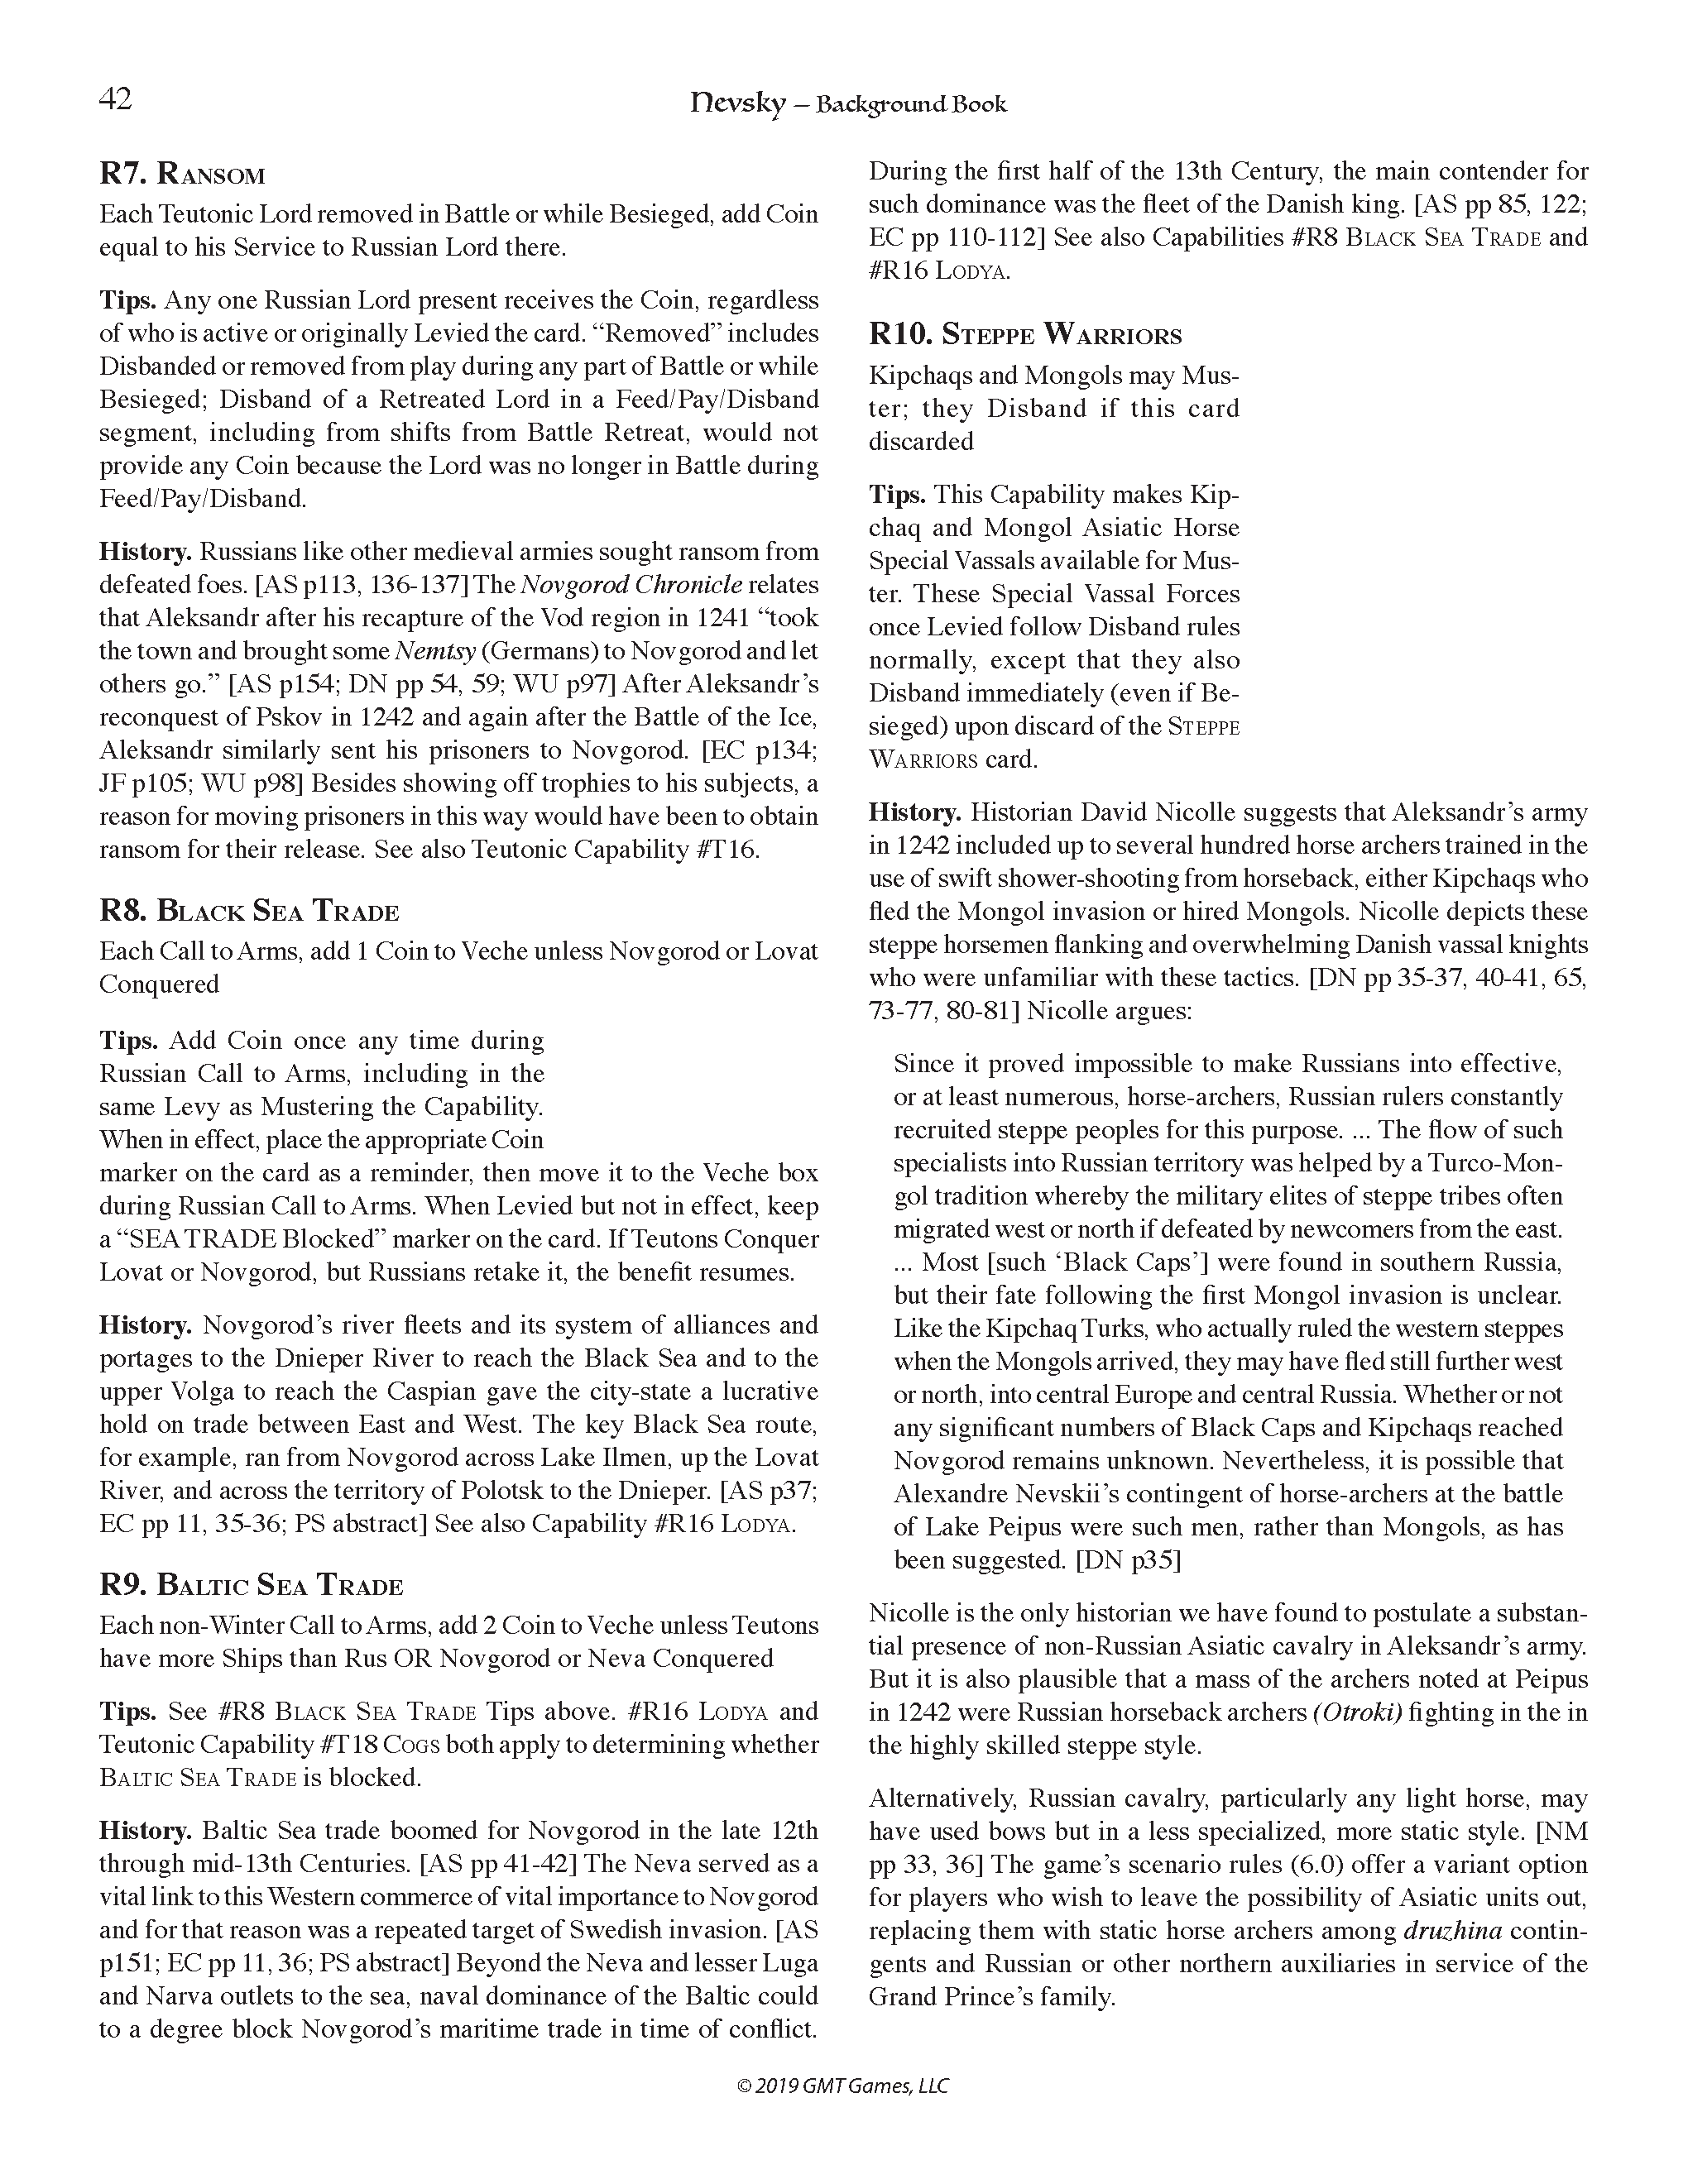 42
Nevsky – Background Book
R7. Ransom
Each Teutonic Lord removed in Battle or while Besieged, add Coin
equal to his Service to Russian Lord there.
Tips. Any one Russian Lord present receives the Coin, regardless
of who is active or originally Levied the card. “Removed” includes
Disbanded or removed from play during any part of Battle or while
Besieged; Disband of a Retreated Lord in a Feed/Pay/Disband
segment, including from shifts from Battle Retreat, would not
provide any Coin because the Lord was no longer in Battle during
Feed/Pay/Disband.
History. Russians like other medieval armies sought ransom from
defeated foes. [AS p113, 136-137] The Novgorod Chronicle relates
that Aleksandr after his recapture of the Vod region in 1241 “took
the town and brought some Nemtsy (Germans) to Novgorod and let
others go.” [AS p154; DN pp 54, 59; WU p97] After Aleksandr’s
reconquest of Pskov in 1242 and again after the Battle of the Ice,
Aleksandr similarly sent his prisoners to Novgorod. [EC p134;
JF p105; WU p98] Besides showing off trophies to his subjects, a
reason for moving prisoners in this way would have been to obtain
ransom for their release. See also Teutonic Capability #T16.
R8. Black Sea Trade
Each Call to Arms, add 1 Coin to Veche unless Novgorod or Lovat
Conquered
Tips. Add Coin once any time during
Russian Call to Arms, including in the
same Levy as Mustering the Capability.
When in effect, place the appropriate Coin
marker on the card as a reminder, then move it to the Veche box
during Russian Call to Arms. When Levied but not in effect, keep
a “SEA TRADE Blocked” marker on the card. If Teutons Conquer
Lovat or Novgorod, but Russians retake it, the benefit resumes.
History. Novgorod’s river fleets and its system of alliances and
portages to the Dnieper River to reach the Black Sea and to the
upper Volga to reach the Caspian gave the city-state a lucrative
hold on trade between East and West. The key Black Sea route,
for example, ran from Novgorod across Lake Ilmen, up the Lovat
River, and across the territory of Polotsk to the Dnieper. [AS p37;
EC pp 11, 35-36; PS abstract] See also Capability #R16 Lodya.
R9. Baltic Sea Trade
Each non-Winter Call to Arms, add 2 Coin to Veche unless Teutons
have more Ships than Rus OR Novgorod or Neva Conquered
Tips. See #R8 Black Sea Trade Tips above. #R16 Lodya and
Teutonic Capability #T18 Cogs both apply to determining whether
Baltic Sea Trade is blocked.
History. Baltic Sea trade boomed for Novgorod in the late 12th
through mid-13th Centuries. [AS pp 41-42] The Neva served as a
vital link to this Western commerce of vital importance to Novgorod
and for that reason was a repeated target of Swedish invasion. [AS
p151; EC pp 11, 36; PS abstract] Beyond the Neva and lesser Luga
and Narva outlets to the sea, naval dominance of the Baltic could
to a degree block Novgorod’s maritime trade in time of conflict.
During the first half of the 13th Century, the main contender for
such dominance was the fleet of the Danish king. [AS pp 85, 122;
EC pp 110-112] See also Capabilities #R8 Black Sea Trade and
#R16 Lodya.
R10. Steppe Warriors
Kipchaqs and Mongols may Mus-
ter; they Disband if this card
discarded
Tips. This Capability makes Kip-
chaq and Mongol Asiatic Horse
Special Vassals available for Mus-
ter. These Special Vassal Forces
once Levied follow Disband rules
normally, except that they also
Disband immediately (even if Be-
sieged) upon discard of the Steppe
Warriors card.
History. Historian David Nicolle suggests that Aleksandr’s army
in 1242 included up to several hundred horse archers trained in the
use of swift shower-shooting from horseback, either Kipchaqs who
fled the Mongol invasion or hired Mongols. Nicolle depicts these
steppe horsemen flanking and overwhelming Danish vassal knights
who were unfamiliar with these tactics. [DN pp 35-37, 40-41, 65,
73-77, 80-81] Nicolle argues:
Since it proved impossible to make Russians into effective,
or at least numerous, horse-archers, Russian rulers constantly
recruited steppe peoples for this purpose. ... The flow of such
specialists into Russian territory was helped by a Turco-Mon-
gol tradition whereby the military elites of steppe tribes often
migrated west or north if defeated by newcomers from the east.
... Most [such ‘Black Caps’] were found in southern Russia,
but their fate following the first Mongol invasion is unclear.
Like the Kipchaq Turks, who actually ruled the western steppes
when the Mongols arrived, they may have fled still further west
or north, into central Europe and central Russia. Whether or not
any significant numbers of Black Caps and Kipchaqs reached
Novgorod remains unknown. Nevertheless, it is possible that
Alexandre Nevskii’s contingent of horse-archers at the battle
of Lake Peipus were such men, rather than Mongols, as has
been suggested. [DN p35]
Nicolle is the only historian we have found to postulate a substan-
tial presence of non-Russian Asiatic cavalry in Aleksandr’s army.
But it is also plausible that a mass of the archers noted at Peipus
in 1242 were Russian horseback archers (Otroki) fighting in the in
the highly skilled steppe style.
Alternatively, Russian cavalry, particularly any light horse, may
have used bows but in a less specialized, more static style. [NM
pp 33, 36] The game’s scenario rules (6.0) offer a variant option
for players who wish to leave the possibility of Asiatic units out,
replacing them with static horse archers among druzhina contin-
gents and Russian or other northern auxiliaries in service of the
Grand Prince’s family.
© 2019 GMT Games, LLC